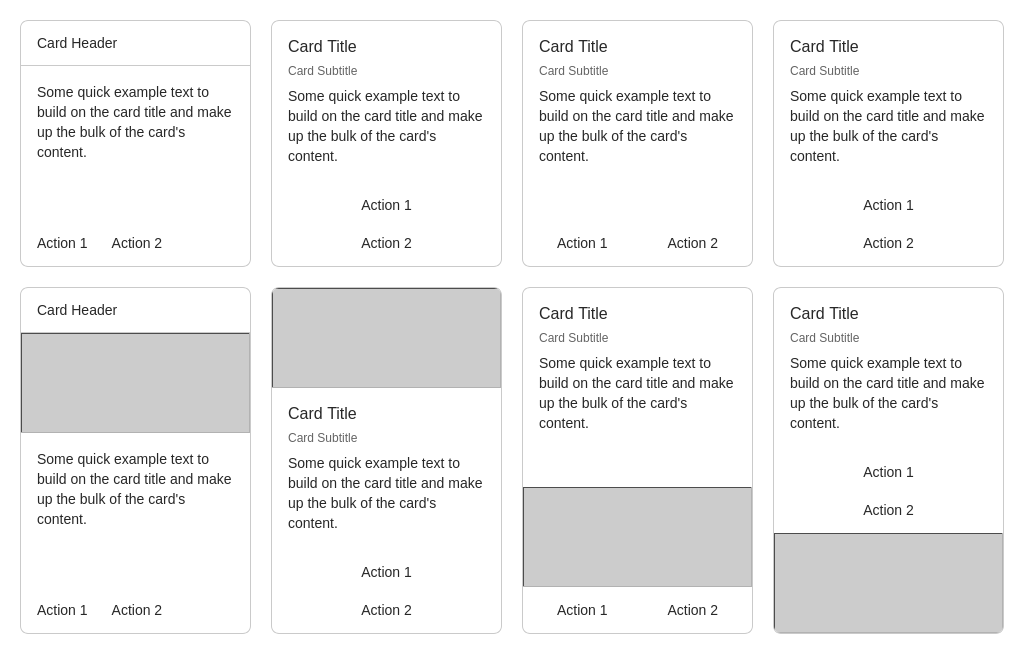 Card Header
Some quick example text to
build on the card title and make
up the bulk of the card's
content.
Action 1 Action 2
Card Title
Card Subtitle
Some quick example text to
build on the card title and make
up the bulk of the card's
content.
Action 1
Action 2
Card Title
Card Subtitle
Some quick example text to
build on the card title and make
up the bulk of the card's
content.
Action 1 Action 2
Card Title
Card Subtitle
Some quick example text to
build on the card title and make
up the bulk of the card's
content.
Action 1
Action 2
Card Header
Some quick example text to
build on the card title and make
up the bulk of the card's
content.
Action 1 Action 2
Card Title
Card Subtitle
Some quick example text to
build on the card title and make
up the bulk of the card's
content.
Action 1
Action 2
Card Title
Card Subtitle
Some quick example text to
build on the card title and make
up the bulk of the card's
content.
Action 1 Action 2
Card Title
Card Subtitle
Some quick example text to
build on the card title and make
up the bulk of the card's
content.
Action 1
Action 2